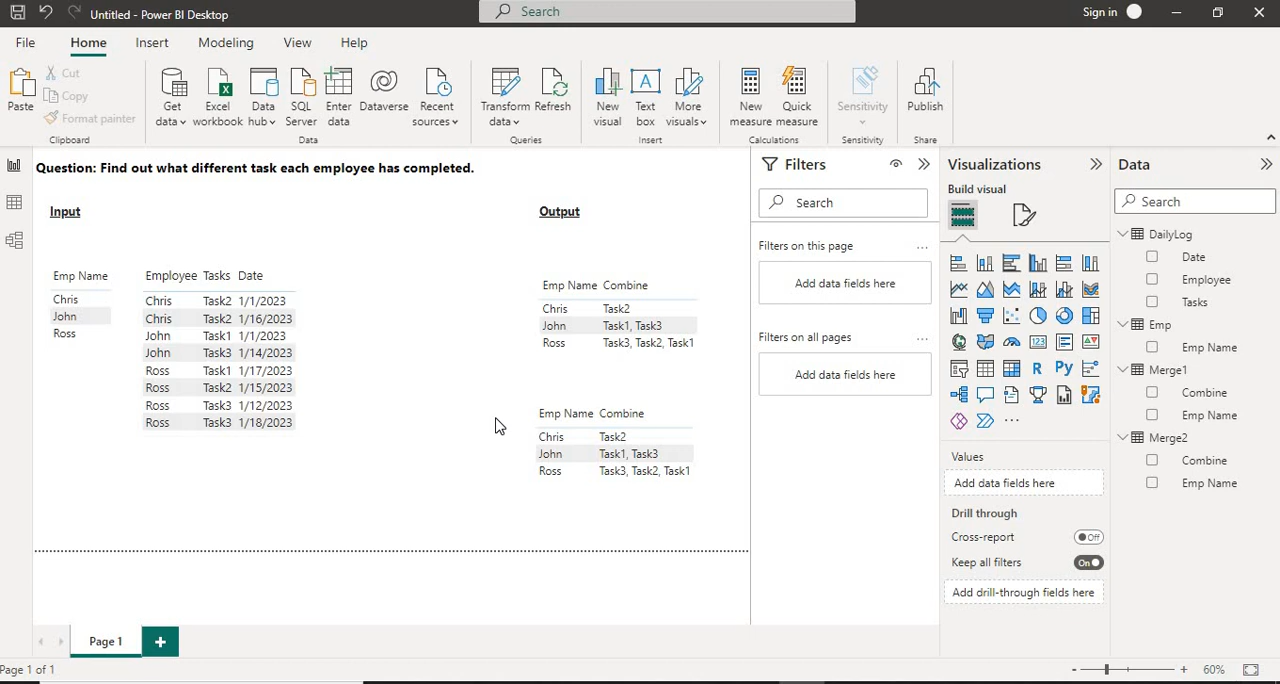 Untitled - Power BI Desktop
Search
Sign in
File
Home
Insert
Modeling
View
Help
Paste
Cut
Copy
Format painter
Clipboard
Get data
Excel workbook
Data hub
SQL Server
Enter data
Dataverse
Recent sources
Data
Transform data
Refresh
Queries
New visual
Text box
More visuals
Insert
New measure
Quick measure
Calculations
Sensitivity
Sensitivity
Publish
Share
Question: Find out what different task each employee has completed.
Input
Emp Name
Chris
John
Ross
Employee Tasks Date
Chris Task2 1/1/2023
Chris Task2 1/16/2023
John Task1 1/1/2023
John Task3 1/14/2023
Ross Task1 1/17/2023
Ross Task2 1/15/2023
Ross Task3 1/12/2023
Ross Task3 1/18/2023
Output
Emp Name Combine
Chris Task2
John Task1, Task3
Ross Task3, Task2, Task1
Emp Name Combine
Chris Task2
John Task1, Task3
Ross Task3, Task2, Task1
Filters
Search
Filters on this page
...
Add data fields here
Filters on all pages
...
Add data fields here
Visualizations
Build visual
123
R
Py
...
Values
Add data fields here
Drill through
Cross-report
Off
Keep all filters
On
Add drill-through fields here
Data
Search
DailyLog
Date
Employee
Tasks
Emp
Emp Name
Merge1
Combine
Emp Name
Merge2
Combine
Emp Name
Page 1
+
Page 1 of 1
- + 60%